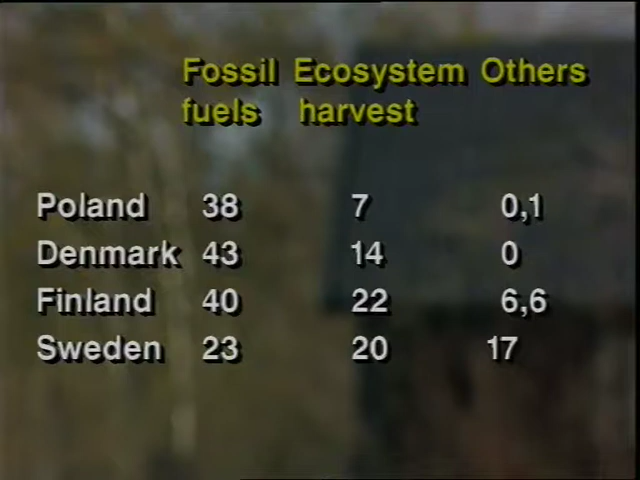 Fossil Ecosystem Others
fuels harvest
Poland 38 7 0,1
Denmark 43 14 0
Finland 40 22 6,6
Sweden 23 20 17